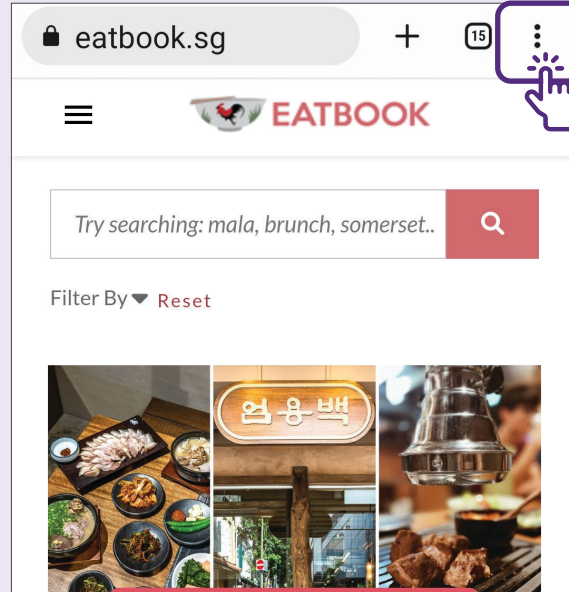 eatbook.sg
15
EATBOOK
Try searching: mala, brunch, somerset..
Filter By Reset
엄용백